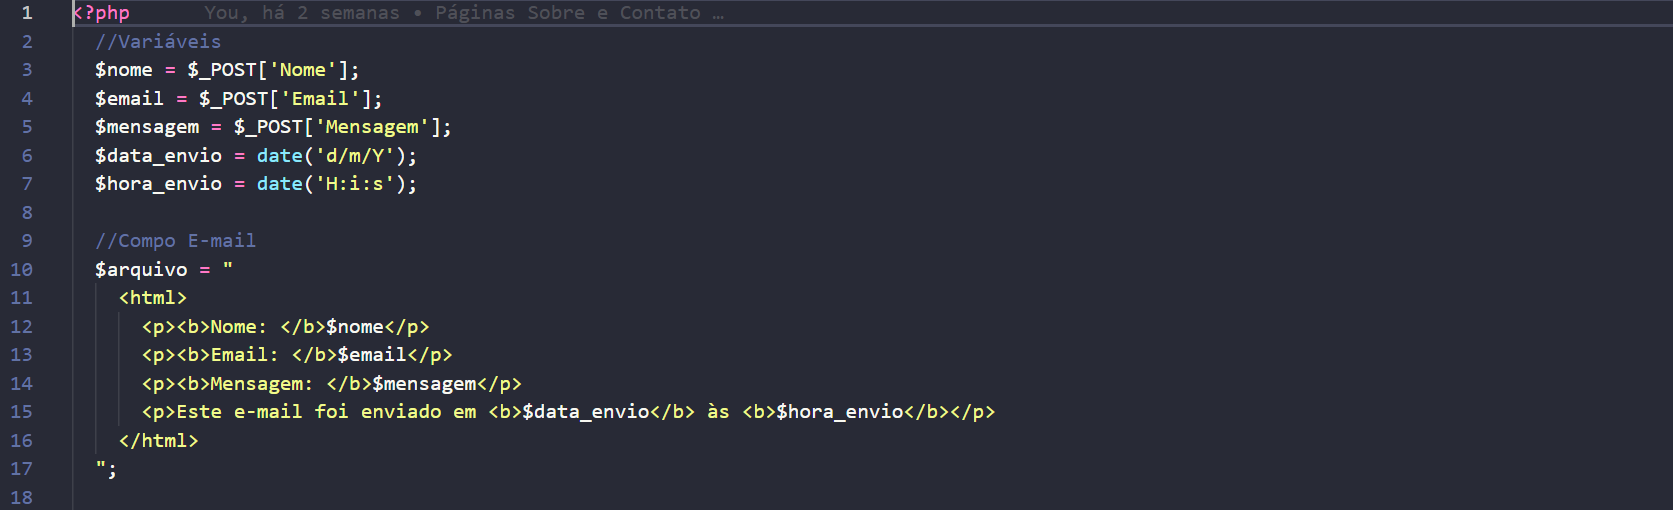 1 <?php You, há 2 semanas • Páginas Sobre e Contato …
2 //Variáveis
3 $nome = $_POST['Nome'];
4 $email = $_POST['Email'];
5 $mensagem = $_POST['Mensagem'];
6 $data_envio = date('d/m/Y');
7 $hora_envio = date('H:i:s');
8
9 //Compo E-mail
10 $arquivo = "
11 <html>
12 <p><b>Nome: </b>$nome</p>
13 <p><b>Email: </b>$email</p>
14 <p><b>Mensagem: </b>$mensagem</p>
15 <p>Este e-mail foi enviado em <b>$data_envio</b> às <b>$hora_envio</b></p>
16 </html>
17 ";
18